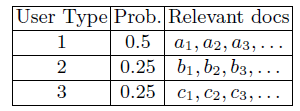 User Type Prob. Relevant docs
1 0.5 a₁, a₂, a₃, . . .
2 0.25 b₁, b₂, b₃, . . .
3 0.25 c₁, c₂, c₃, . . .